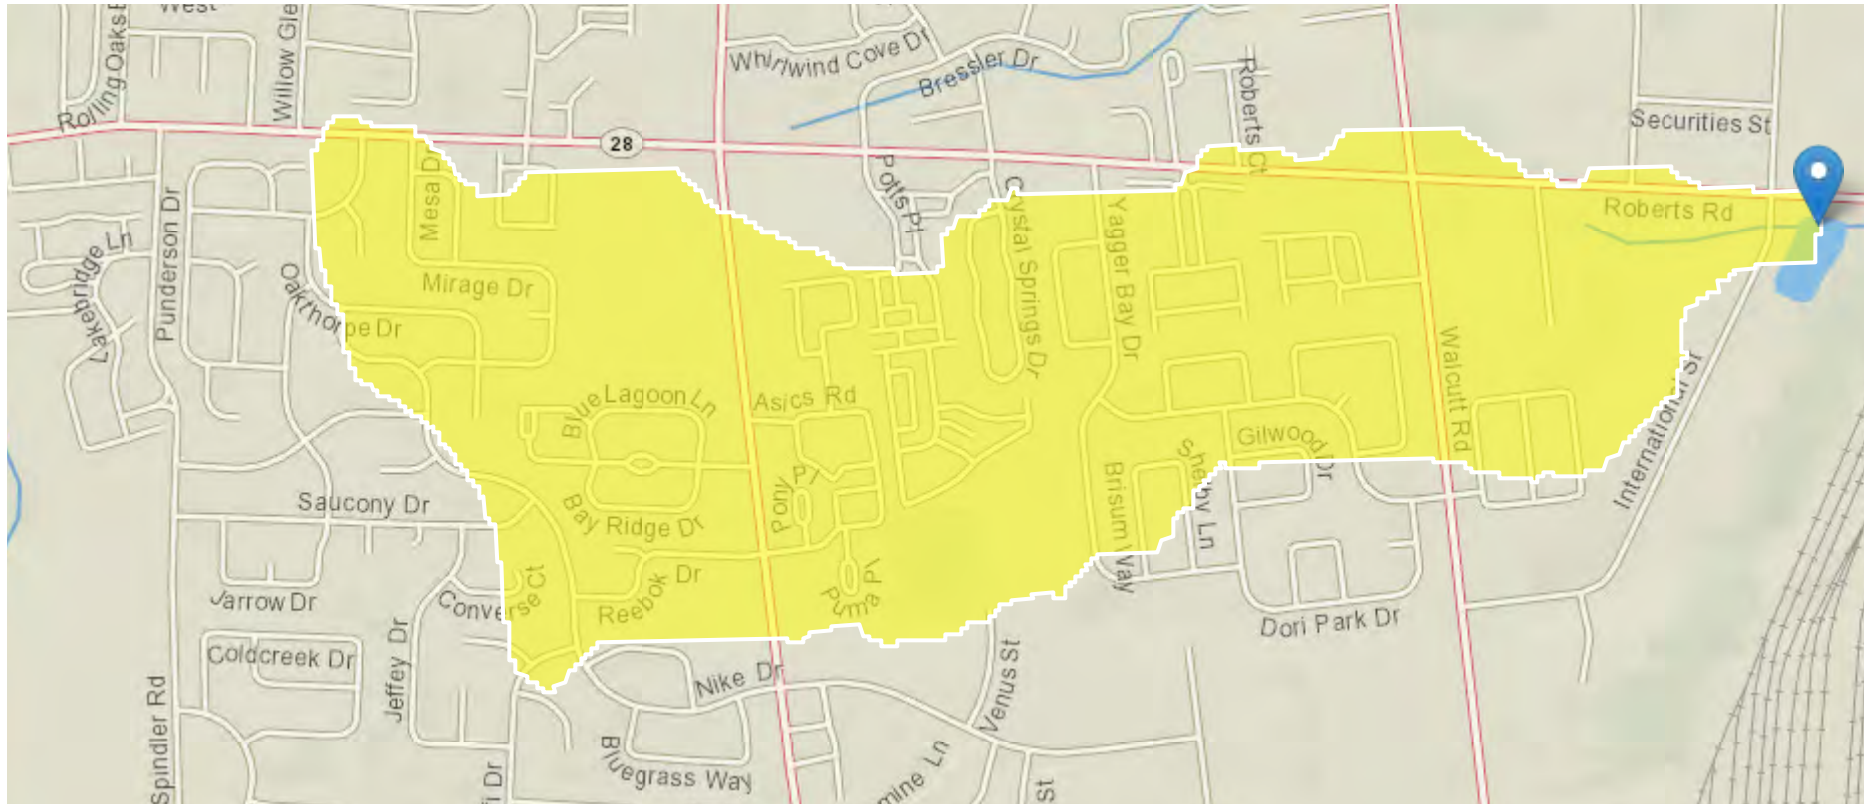 West
Rolling Oaks
Willow Gle
Whirlwind Cove Dr
Bressler Dr
Roberts Ct
Securities St
28
Mesa Dr
Potts Pl
Crystal Springs Dr
Yagger Bay Dr
Roberts Rd
Punderson Dr
Lakebridge Ln
Oakthorpe Dr
Mirage Dr
Walcutt Rd
International St
Blue Lagoon Ln
Asics Rd
Gilwood Dr
Shelby Ln
Brisum Way
Pony Pl
Bay Ridge Dr
Saucony Dr
Reebok Dr
Puma Pl
Converse Ct
Jarrow Dr
Jeffey Dr
Coldcreek Dr
Dori Park Dr
Nike Dr
Venus St
Spindler Rd
Bluegrass Way
mine Ln
i Dr
St